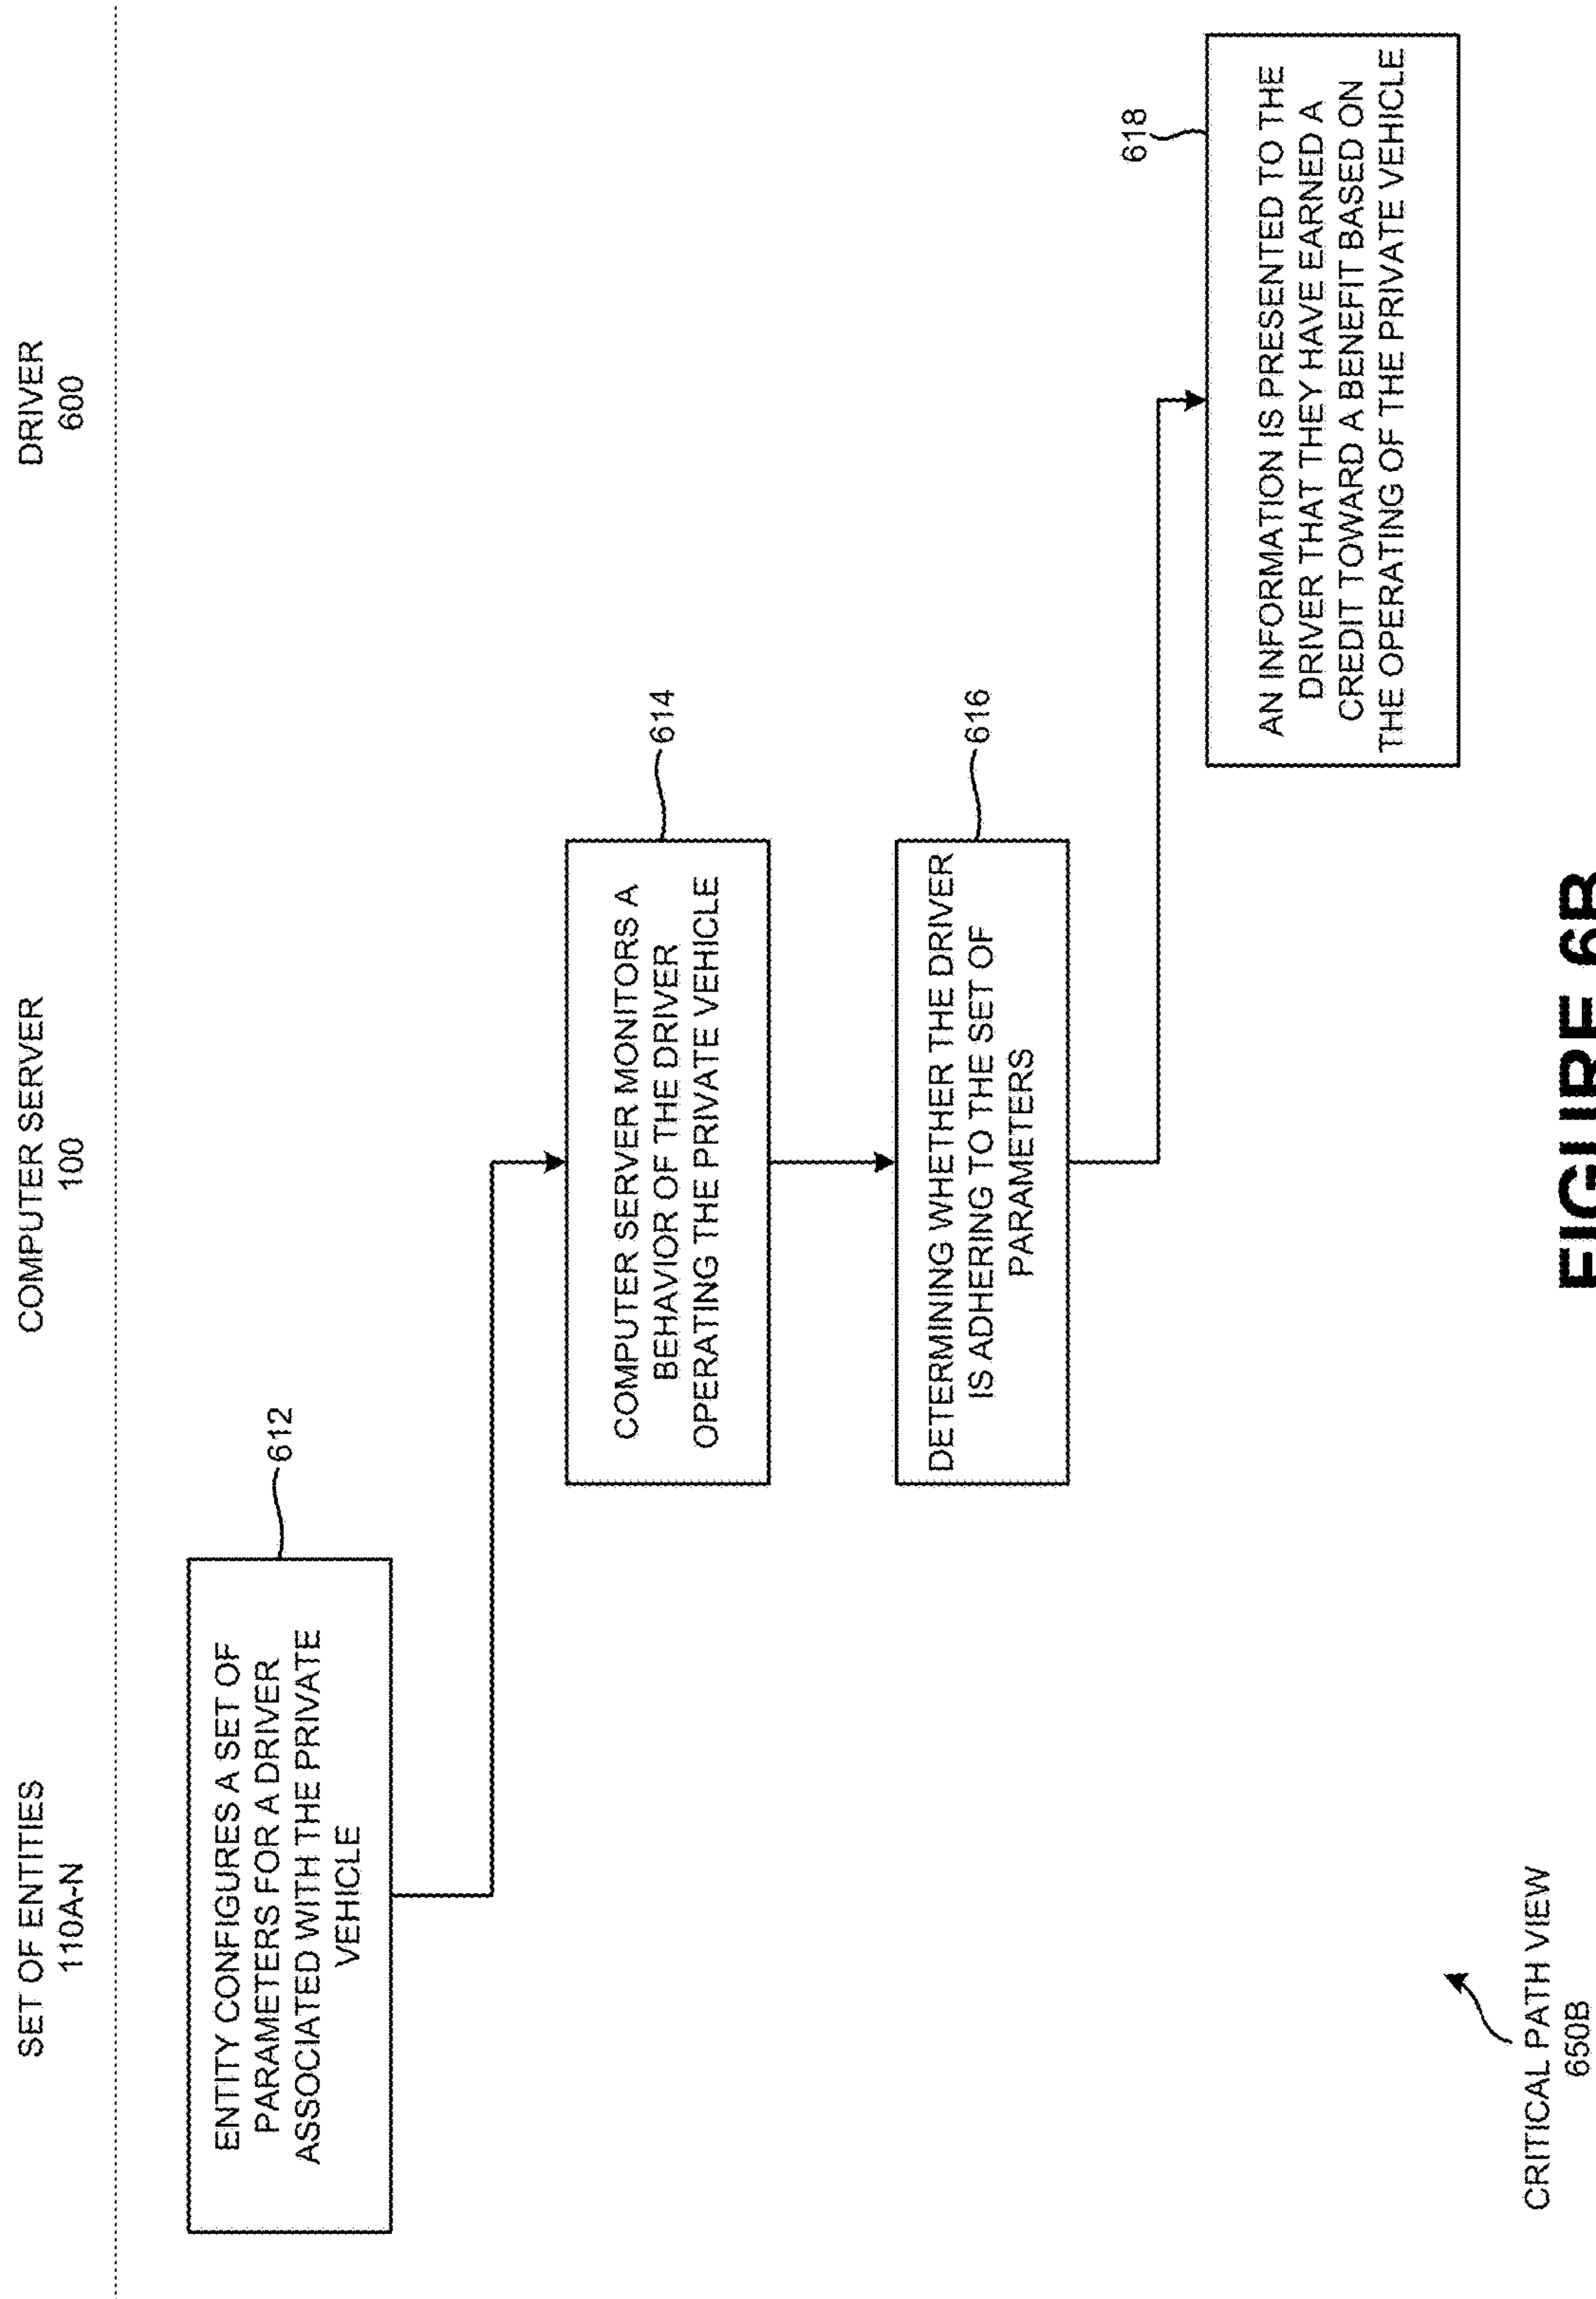 SET OF ENTITIES
110A-N
COMPUTER SERVER
100
DRIVER
600
ENTITY CONFIGURES A SET OF
PARAMETERS FOR A DRIVER
ASSOCIATED WITH THE PRIVATE
VEHICLE
612
COMPUTER SERVER MONITORS A
BEHAVIOR OF THE DRIVER
OPERATING THE PRIVATE VEHICLE
614
DETERMINING WHETHER THE DRIVER
IS ADHERING TO THE SET OF
PARAMETERS
616
AN INFORMATION IS PRESENTED TO THE
DRIVER THAT THEY HAVE EARNED A
CREDIT TOWARD A BENEFIT BASED ON
THE OPERATING OF THE PRIVATE VEHICLE
618
CRITICAL PATH VIEW
650B
FIGURE 6B